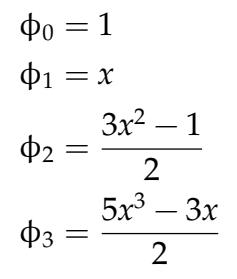 ϕ₀ = 1
ϕ₁ = x
ϕ₂ = (3x² − 1) / 2
ϕ₃ = (5x³ − 3x) / 2